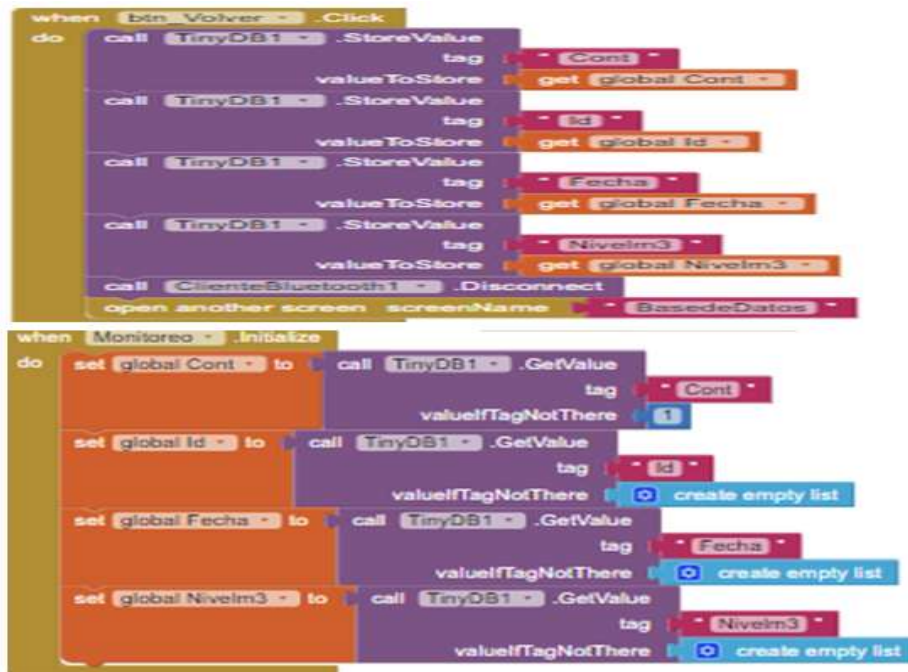 when btn_Volver .Click
do call TinyDB1 .StoreValue
tag " Cont "
valueToStore get global Cont
call TinyDB1 .StoreValue
tag " Id "
valueToStore get global Id
call TinyDB1 .StoreValue
tag " Fecha "
valueToStore get global Fecha
call TinyDB1 .StoreValue
tag " Nivelm3 "
valueToStore get global Nivelm3
call ClienteBluetooth1 .Disconnect
open another screen screenName " BasedeDatos "
when Monitoreo .Initialize
do set global Cont to call TinyDB1 .GetValue
tag " Cont "
valueIfTagNotThere 1
set global Id to call TinyDB1 .GetValue
tag " Id "
valueIfTagNotThere create empty list
set global Fecha to call TinyDB1 .GetValue
tag " Fecha "
valueIfTagNotThere create empty list
set global Nivelm3 to call TinyDB1 .GetValue
tag " Nivelm3 "
valueIfTagNotThere create empty list